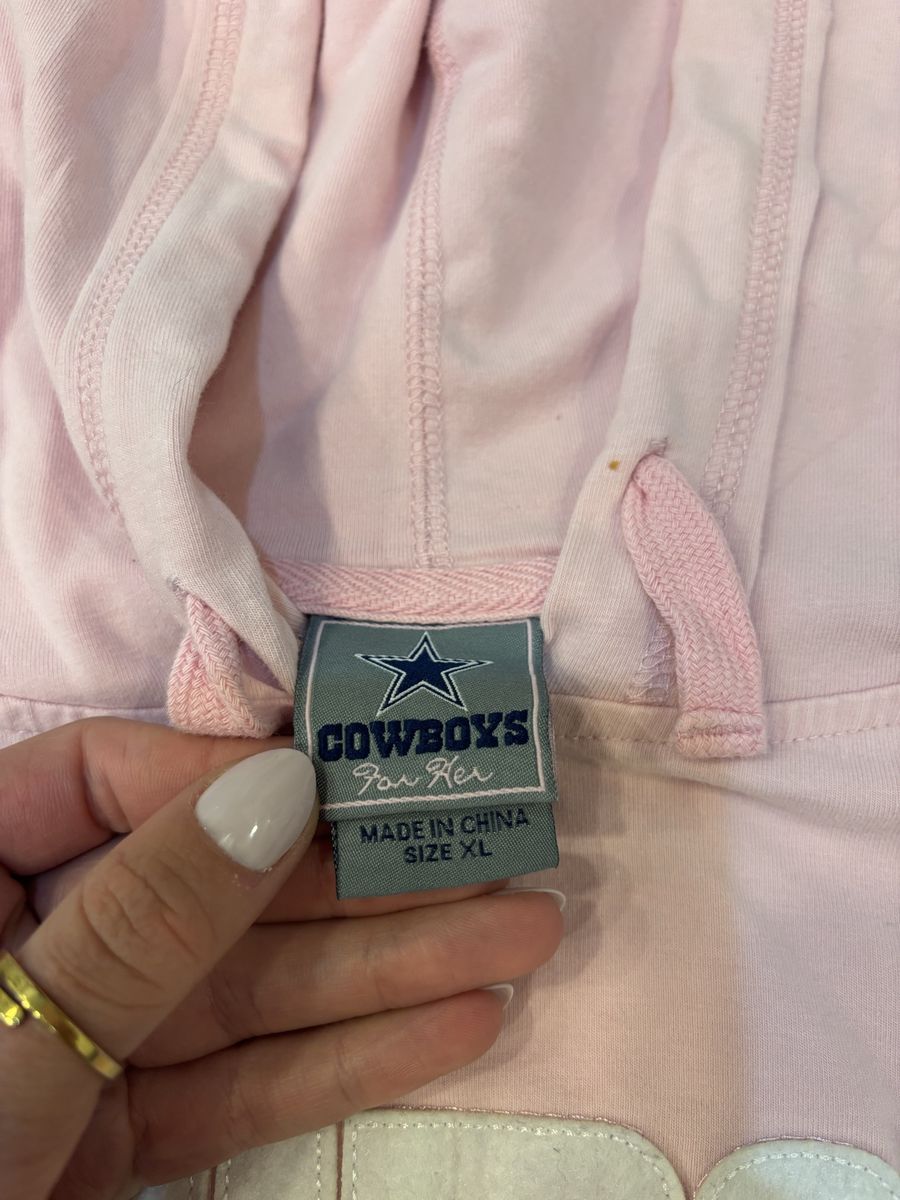 COWBOYS
For Her
MADE IN CHINA
SIZE XL